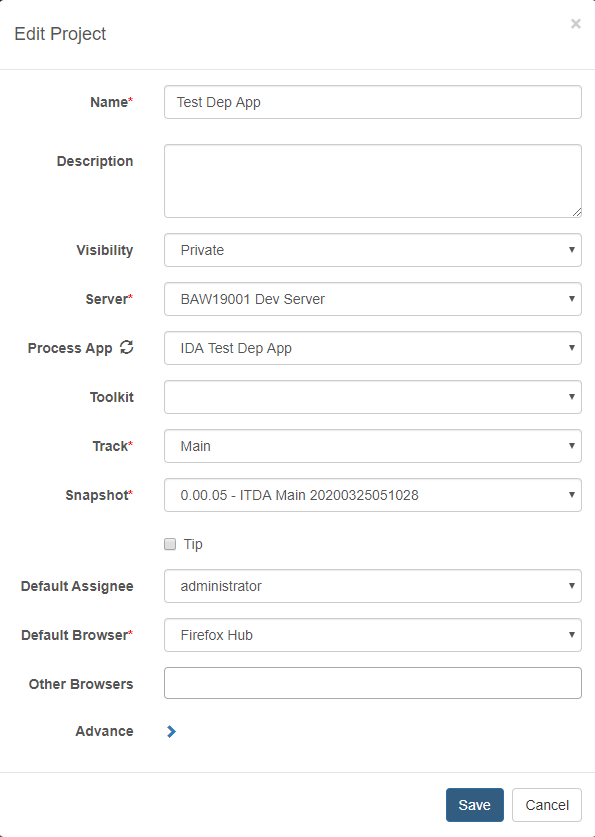 Edit Project
×
Name* Test Dep App
Description
Visibility Private
Server* BAW19001 Dev Server
Process App IDA Test Dep App
Toolkit
Track* Main
Snapshot* 0.00.05 - ITDA Main 20200325051028
Tip
Default Assignee administrator
Default Browser* Firefox Hub
Other Browsers
Advance
Save Cancel